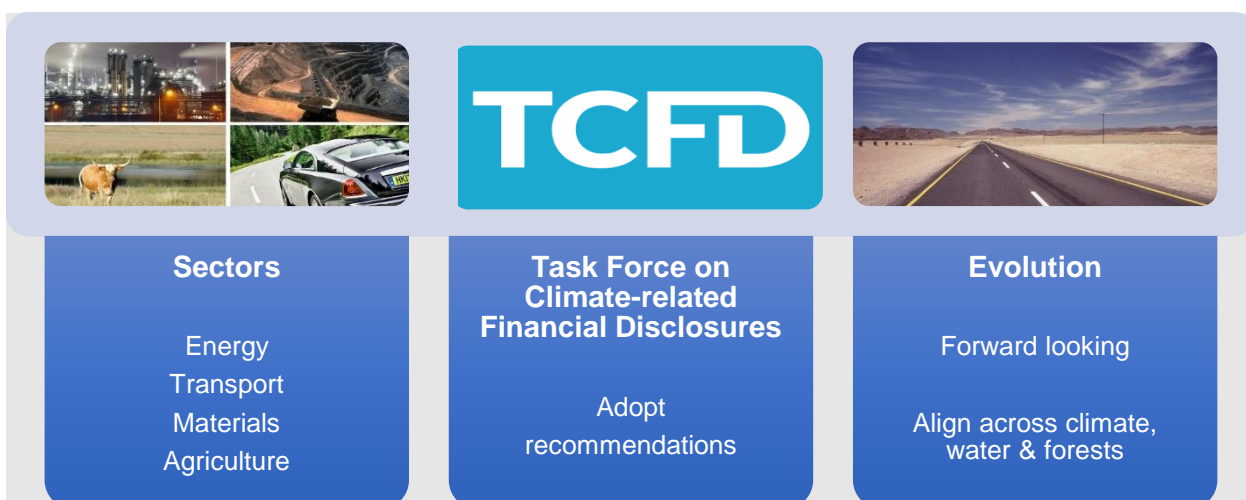 TCFD
Sectors
Energy
Transport
Materials
Agriculture
Task Force on
Climate-related
Financial Disclosures
Adopt
recommendations
Evolution
Forward looking
Align across climate,
water & forests